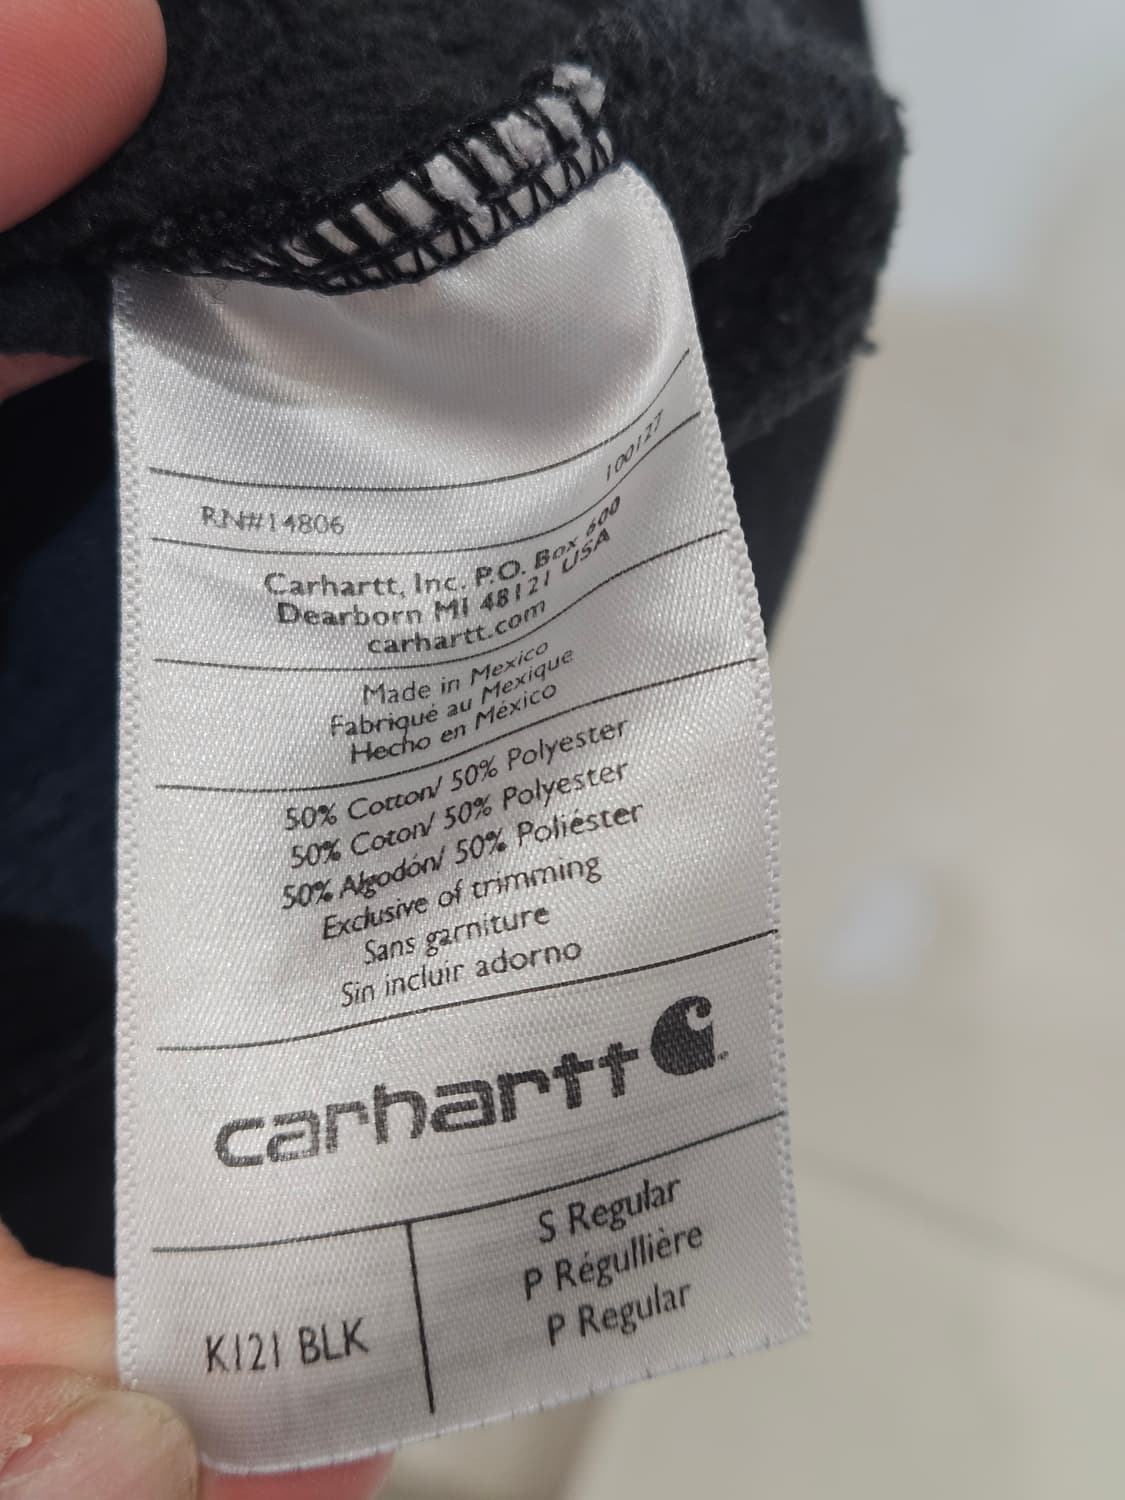 100127
RN#14806
Carhartt, Inc. P.O. Box 600
Dearborn MI 48121 USA
carhartt.com
Made in Mexico
Fabriqué au Mexique
Hecho en México
50% Cotton/ 50% Polyester
50% Coton/ 50% Polyester
50% Algodón/ 50% Poliéster
Exclusive of trimming
Sans garniture
Sin incluir adorno
carhartt
K121 BLK
S Regular
P Régullière
P Regular